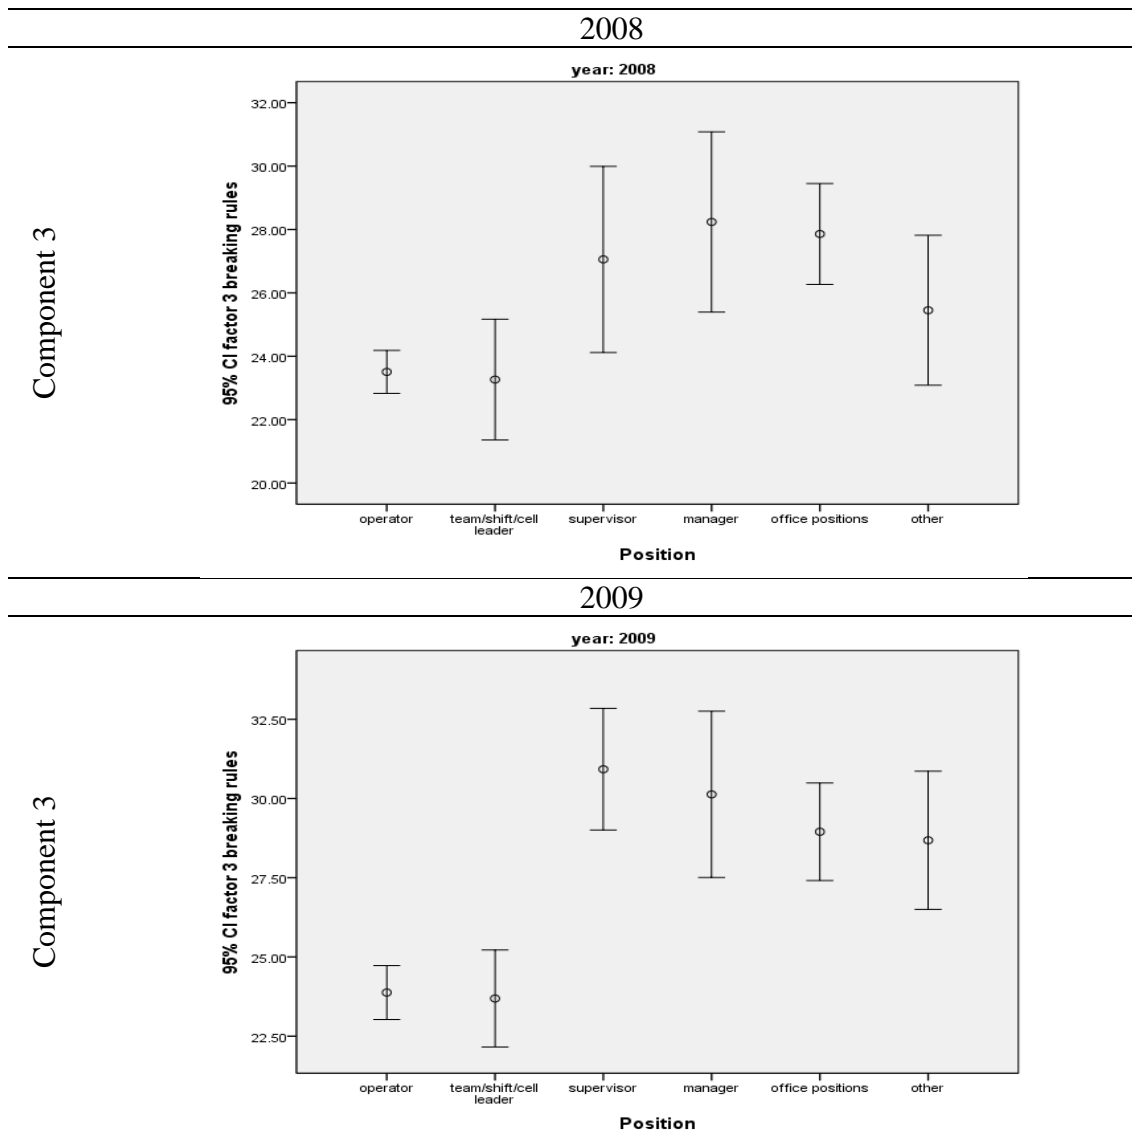 2008
Component 3
year: 2008
95% CI factor 3 breaking rules
32.00
30.00
28.00
26.00
24.00
22.00
20.00
operator team/shift/cell leader supervisor manager office positions other
Position
2009
Component 3
year: 2009
95% CI factor 3 breaking rules
32.50
30.00
27.50
25.00
22.50
operator team/shift/cell leader supervisor manager office positions other
Position